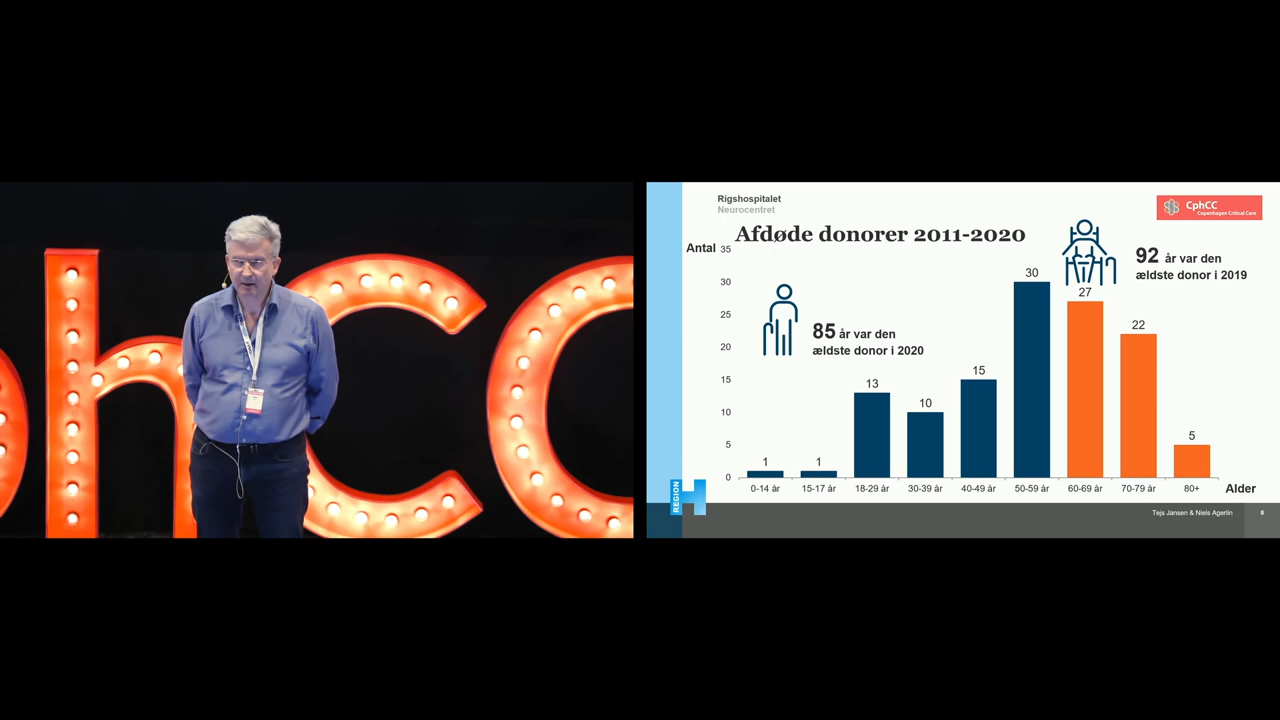 hcc
Rigshospitalet
Neurocentret
CphCC
Copenhagen Critical Care
Afdøde donorer 2011-2020
Antal
92 år var den
ældste donor i 2019
85 år var den
ældste donor i 2020
35
30
25
20
15
10
5
0
1
1
13
10
15
30
27
22
5
0-14 år
15-17 år
18-29 år
30-39 år
40-49 år
50-59 år
60-69 år
70-79 år
80+
Alder
REGION
Tejs Jansen & Niels Agerlin
8